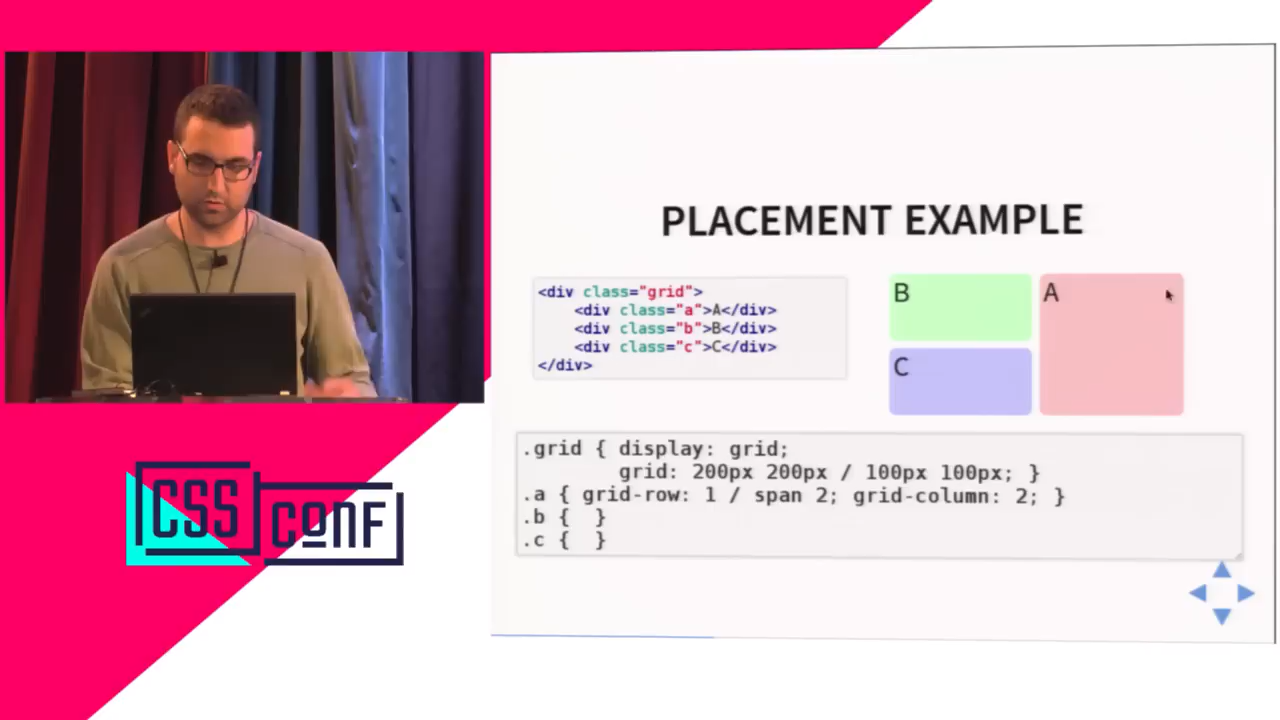 PLACEMENT EXAMPLE
<div class="grid">
    <div class="a">A</div>
    <div class="b">B</div>
    <div class="c">C</div>
</div>
B
A
C
.grid { display: grid;
        grid: 200px 200px / 100px 100px; }
.a { grid-row: 1 / span 2; grid-column: 2; }
.b {  }
.c {  }
CSS
CONF